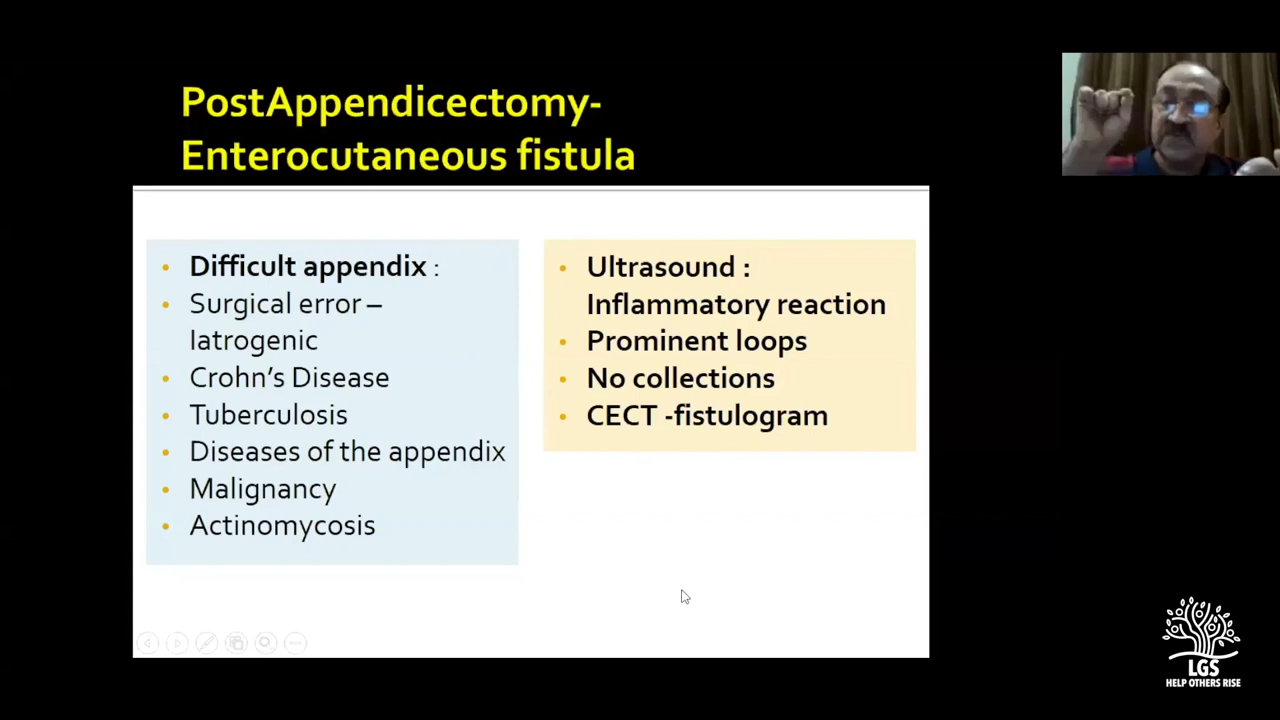 PostAppendicectomy-
Enterocutaneous fistula
Difficult appendix :
Surgical error –
Iatrogenic
Crohn's Disease
Tuberculosis
Diseases of the appendix
Malignancy
Actinomycosis
Ultrasound :
Inflammatory reaction
Prominent loops
No collections
CECT -fistulogram
LGS
HELP OTHERS RISE